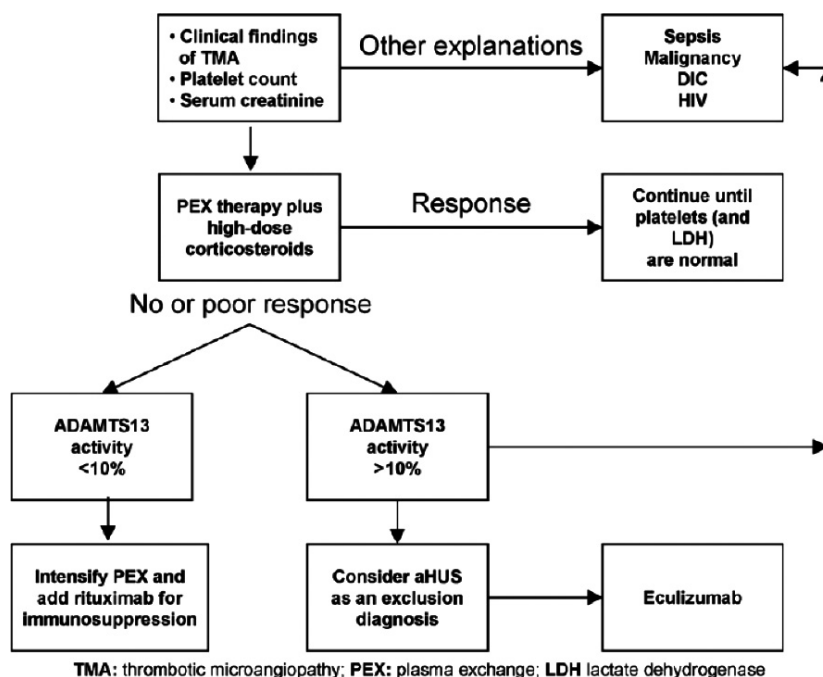 • Clinical findings
of TMA
• Platelet count
• Serum creatinine
Other explanations
Sepsis
Malignancy
DIC
HIV
PEX therapy plus
high-dose
corticosteroids
Response
Continue until
platelets (and
LDH)
are normal
No or poor response
ADAMTS13
activity
<10%
ADAMTS13
activity
>10%
Intensify PEX and
add rituximab for
immunosuppression
Consider aHUS
as an exclusion
diagnosis
Eculizumab
TMA: thrombotic microangiopathy; PEX: plasma exchange; LDH lactate dehydrogenase